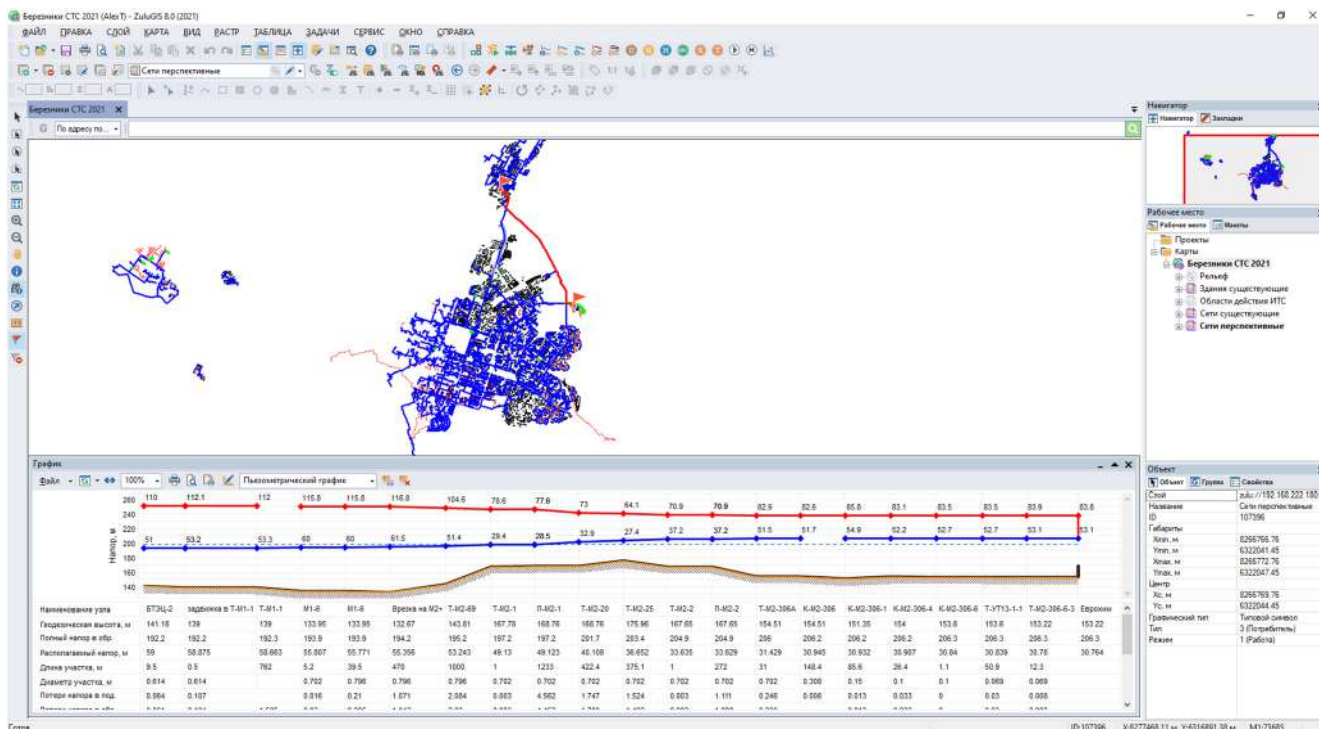 Березники СТС 2021 (AlexT) - ZuluGIS 8.0 (2021)
ФАЙЛ ПРАВКА СЛОЙ КАРТА ВИД РАСТР ТАБЛИЦА ЗАДАЧИ СЕРВИС ОКНО СПРАВКА
Сети перспективные
Березники СТС 2021
По адресу по...
Навигатор
Навигатор Закладки
Рабочее место
Рабочее место Макеты
Проекты
Карты
Березники СТС 2021
Рельеф
Здания существующие
Области действия ИТС
Сети существующие
Сети перспективные
График
Файл 100% Пьезометрический график
Напор, м
260 240 220 200 180 160 140
110 112.1 112 115.8 115.8 116.8 104.6 78.6 77.6 73 64.1 70.9 70.9 82.9 82.6 85.8 83.1 83.5 83.5 83.9 83.8
51 53.2 53.3 60 60 61.5 51.4 29.4 28.5 32.9 27.4 37.2 37.2 51.5 51.7 54.9 52.2 52.7 52.7 53.1 53.1
Наименование узла БТЭЦ-2 задвижка в Т-М1-1 Т-М1-1 М1-6 М1-6 Врезка на М2+ Т-М2-69 Т-М2-1 П-М2-1 Т-М2-20 Т-М2-25 Т-М2-2 П-М2-2 Т-М2-306А К-М2-306 К-М2-306-1 К-М2-306-4 К-М2-306-6 Т-УТ13-1-1 Т-М2-306-6-3 Еврохим
Геодезическая высота, м 141.18 139 139 133.95 133.95 132.67 143.81 167.78 168.76 168.76 175.96 167.65 167.65 154.51 154.51 151.35 154 153.6 153.6 153.22 153.22
Полный напор в обр. 192.2 192.2 192.3 193.9 193.9 194.2 195.2 197.2 197.2 201.7 203.4 204.9 204.9 206 206.2 206.2 206.2 206.3 206.3 206.3 206.3
Располагаемый напор, м 59 58.875 58.663 55.807 55.771 55.356 53.243 49.13 49.123 40.108 36.652 33.635 33.629 31.429 30.945 30.932 30.907 30.84 30.839 30.78 30.764
Длина участка, м 9.5 0.5 762 5.2 39.5 470 1000 1 1233 422.4 375.1 1 272 31 148.4 85.6 26.4 1.1 50.9 12.3
Диаметр участка, м 0.614 0.614 0.702 0.796 0.796 0.796 0.702 0.702 0.702 0.702 0.702 0.702 0.702 0.308 0.15 0.1 0.1 0.069 0.069
Потери напора в под. 0.064 0.107 0.016 0.21 1.071 2.084 0.003 4.562 1.747 1.524 0.003 1.111 0.246 0.006 0.013 0.033 0 0.03 0.008
Объект
Объект Группа Свойства
Слой zulu://192.168.222.180
Название Сети перспективные
ID 107396
Габариты
Xmin, м 8266766.76
Ymin, м 6322041.45
Xmax, м 8266772.76
Ymax, м 6322047.45
Центр
Xc, м 8266769.76
Yc, м 6322044.45
Графический тип Типовой символ
Тип 3 (Потребитель)
Режим 1 (Работа)
Готов
ID:107396 X:8277468.11 м, Y:6316891.38 м М1:73685